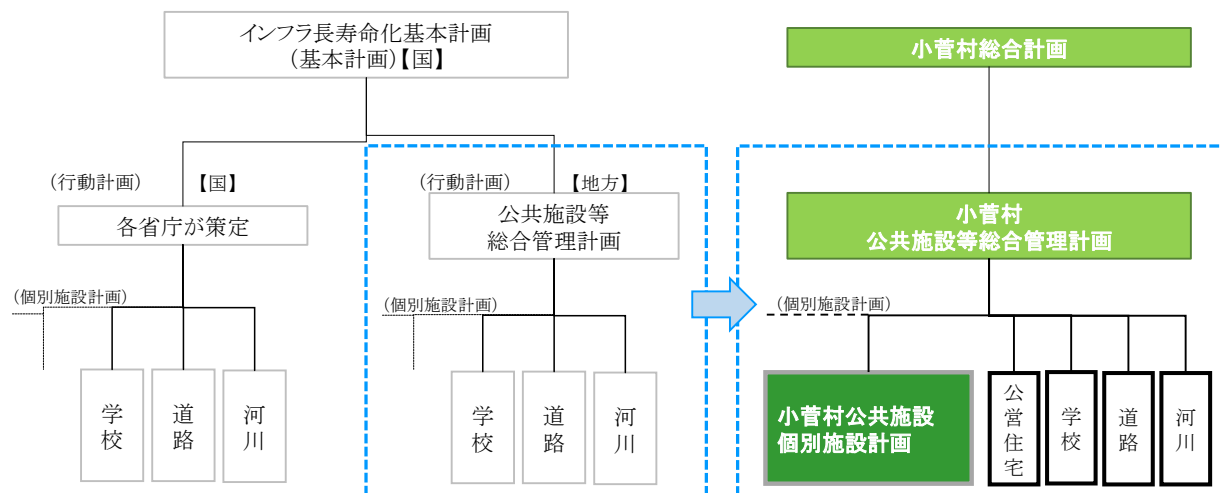 インフラ長寿命化基本計画
(基本計画)【国】
小菅村総合計画
(行動計画)
【国】
(行動計画)
【地方】
各省庁が策定
公共施設等
総合管理計画
小菅村
公共施設等総合管理計画
(個別施設計画)
(個別施設計画)
(個別施設計画)
学校
道路
河川
学校
道路
河川
小菅村公共施設
個別施設計画
公営住宅
学校
道路
河川